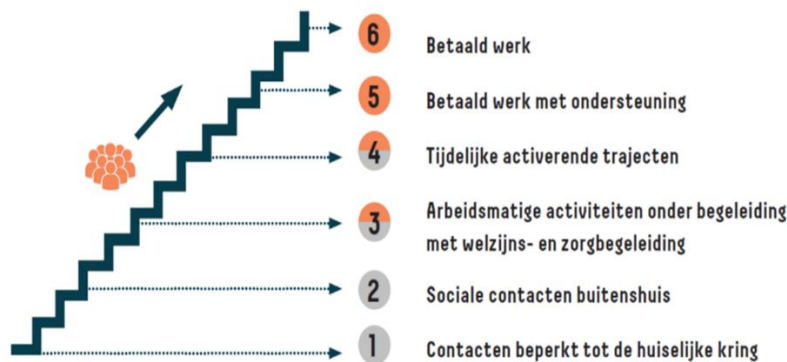 6 Betaald werk
5 Betaald werk met ondersteuning
4 Tijdelijke activerende trajecten
3 Arbeidsmatige activiteiten onder begeleiding
met welzijns- en zorgbegeleiding
2 Sociale contacten buitenshuis
1 Contacten beperkt tot de huiselijke kring